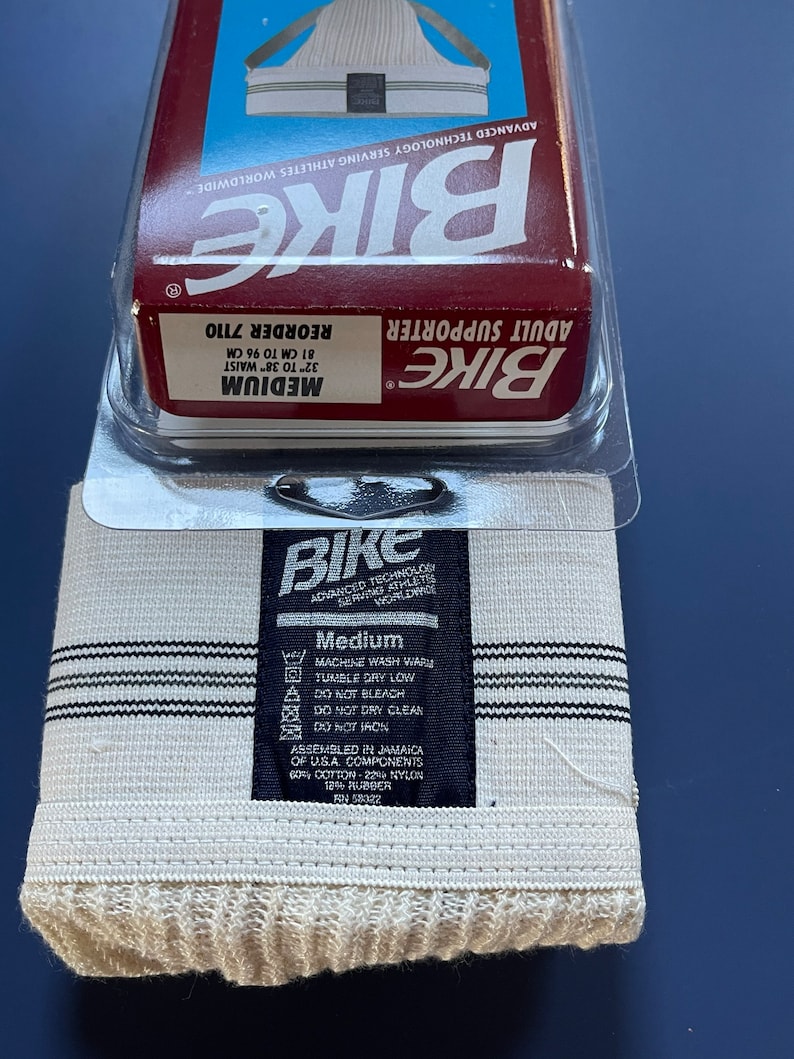 BIKE
ADVANCED TECHNOLOGY SERVING ATHLETES WORLDWIDE™
BIKE®
BIKE®
ADULT SUPPORTER
MEDIUM
32" TO 38" WAIST
81 CM TO 96 CM
REORDER 7110
BIKE
ADVANCED TECHNOLOGY
SERVING ATHLETES
WORLDWIDE
Medium
MACHINE WASH WARM
TUMBLE DRY LOW
DO NOT BLEACH
DO NOT DRY CLEAN
DO NOT IRON
ASSEMBLED IN JAMAICA
OF U.S.A. COMPONENTS
60% COTTON - 22% NYLON
18% RUBBER